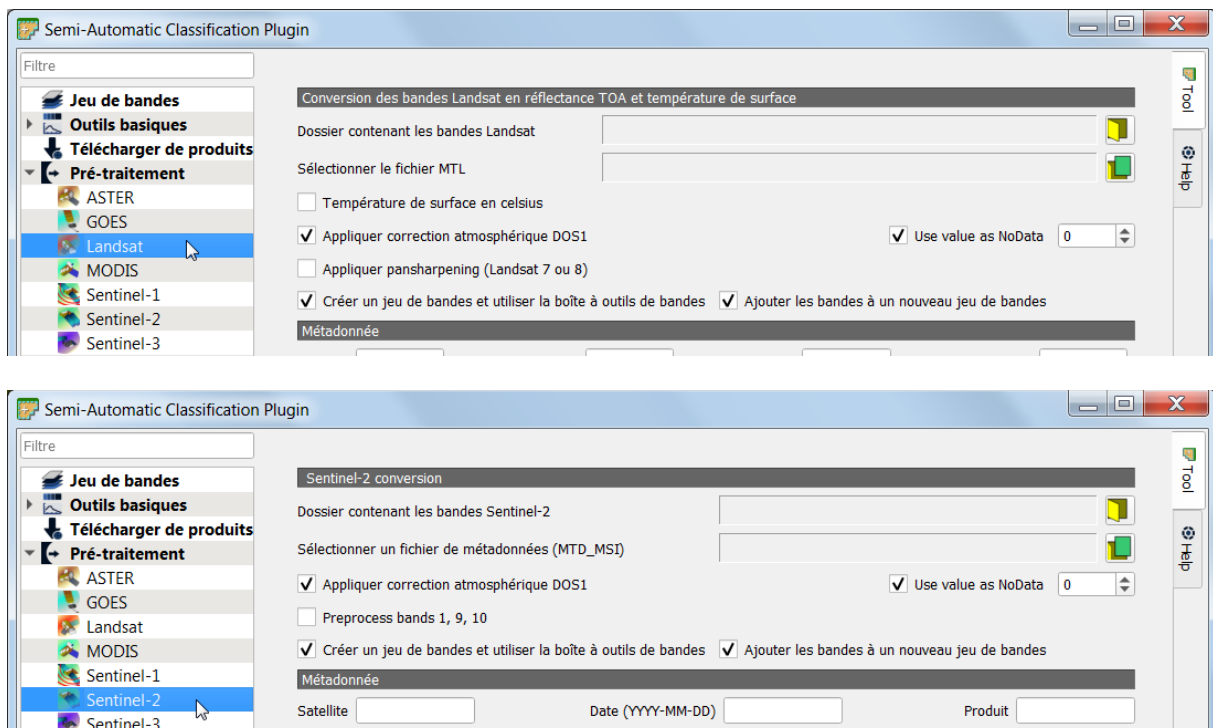 Semi-Automatic Classification Plugin
Filtre
Jeu de bandes
Outils basiques
Télécharger de produits
Pré-traitement
ASTER
GOES
Landsat
MODIS
Sentinel-1
Sentinel-2
Sentinel-3
Conversion des bandes Landsat en réflectance TOA et température de surface
Dossier contenant les bandes Landsat
Sélectionner le fichier MTL
Température de surface en celsius
Appliquer correction atmosphérique DOS1 Use value as NoData 0
Appliquer pansharpening (Landsat 7 ou 8)
Créer un jeu de bandes et utiliser la boîte à outils de bandes Ajouter les bandes à un nouveau jeu de bandes
Métadonnée
Tool
Help
Semi-Automatic Classification Plugin
Filtre
Jeu de bandes
Outils basiques
Télécharger de produits
Pré-traitement
ASTER
GOES
Landsat
MODIS
Sentinel-1
Sentinel-2
Sentinel-3
Sentinel-2 conversion
Dossier contenant les bandes Sentinel-2
Sélectionner un fichier de métadonnées (MTD_MSI)
Appliquer correction atmosphérique DOS1 Use value as NoData 0
Preprocess bands 1, 9, 10
Créer un jeu de bandes et utiliser la boîte à outils de bandes Ajouter les bandes à un nouveau jeu de bandes
Métadonnée
Satellite Date (YYYY-MM-DD) Produit
Tool
Help